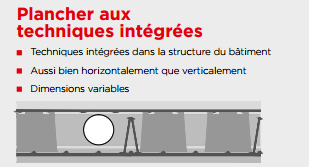 Plancher aux
techniques intégrées
Techniques intégrées dans la structure du bâtiment
Aussi bien horizontalement que verticalement
Dimensions variables